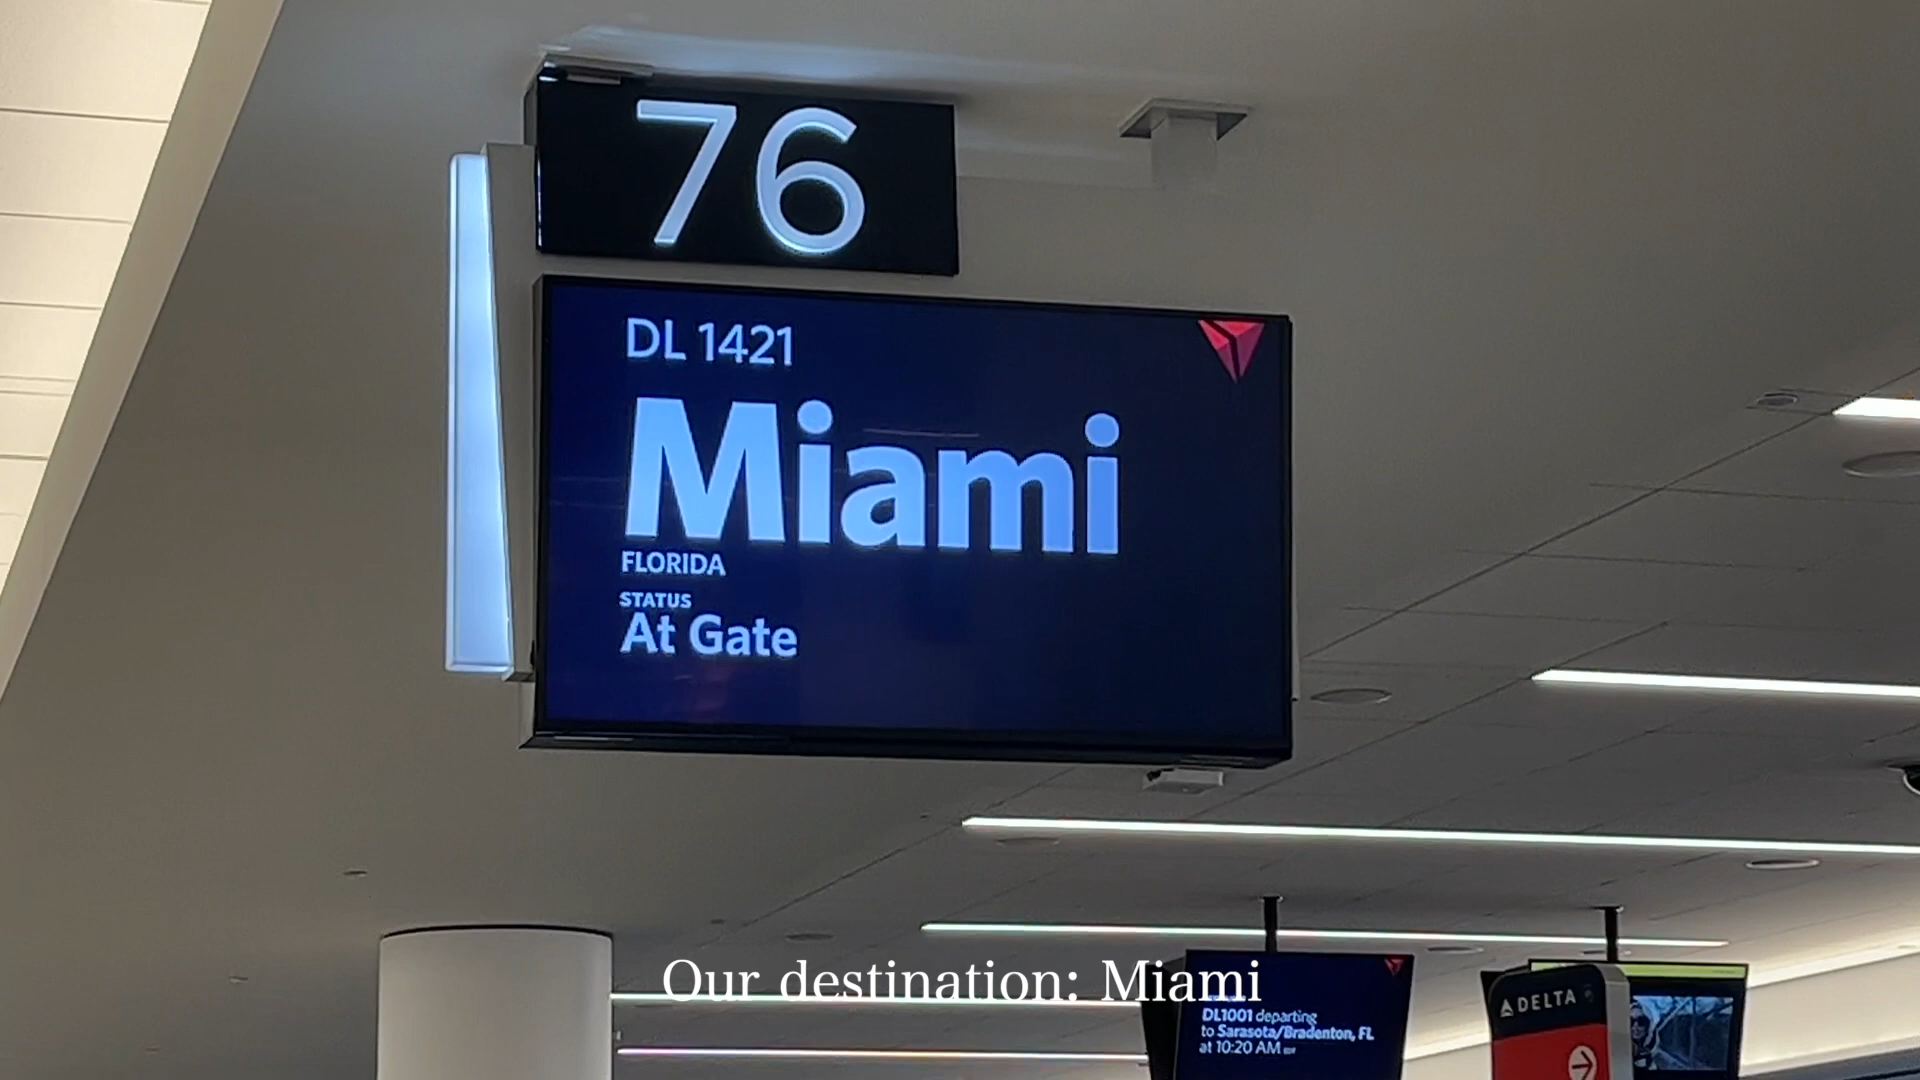 76
DL 1421
Miami
FLORIDA
STATUS
At Gate
Our destination: Miami
DL1001 departing
to Sarasota/Bradenton, FL
at 10:20 AM
DELTA